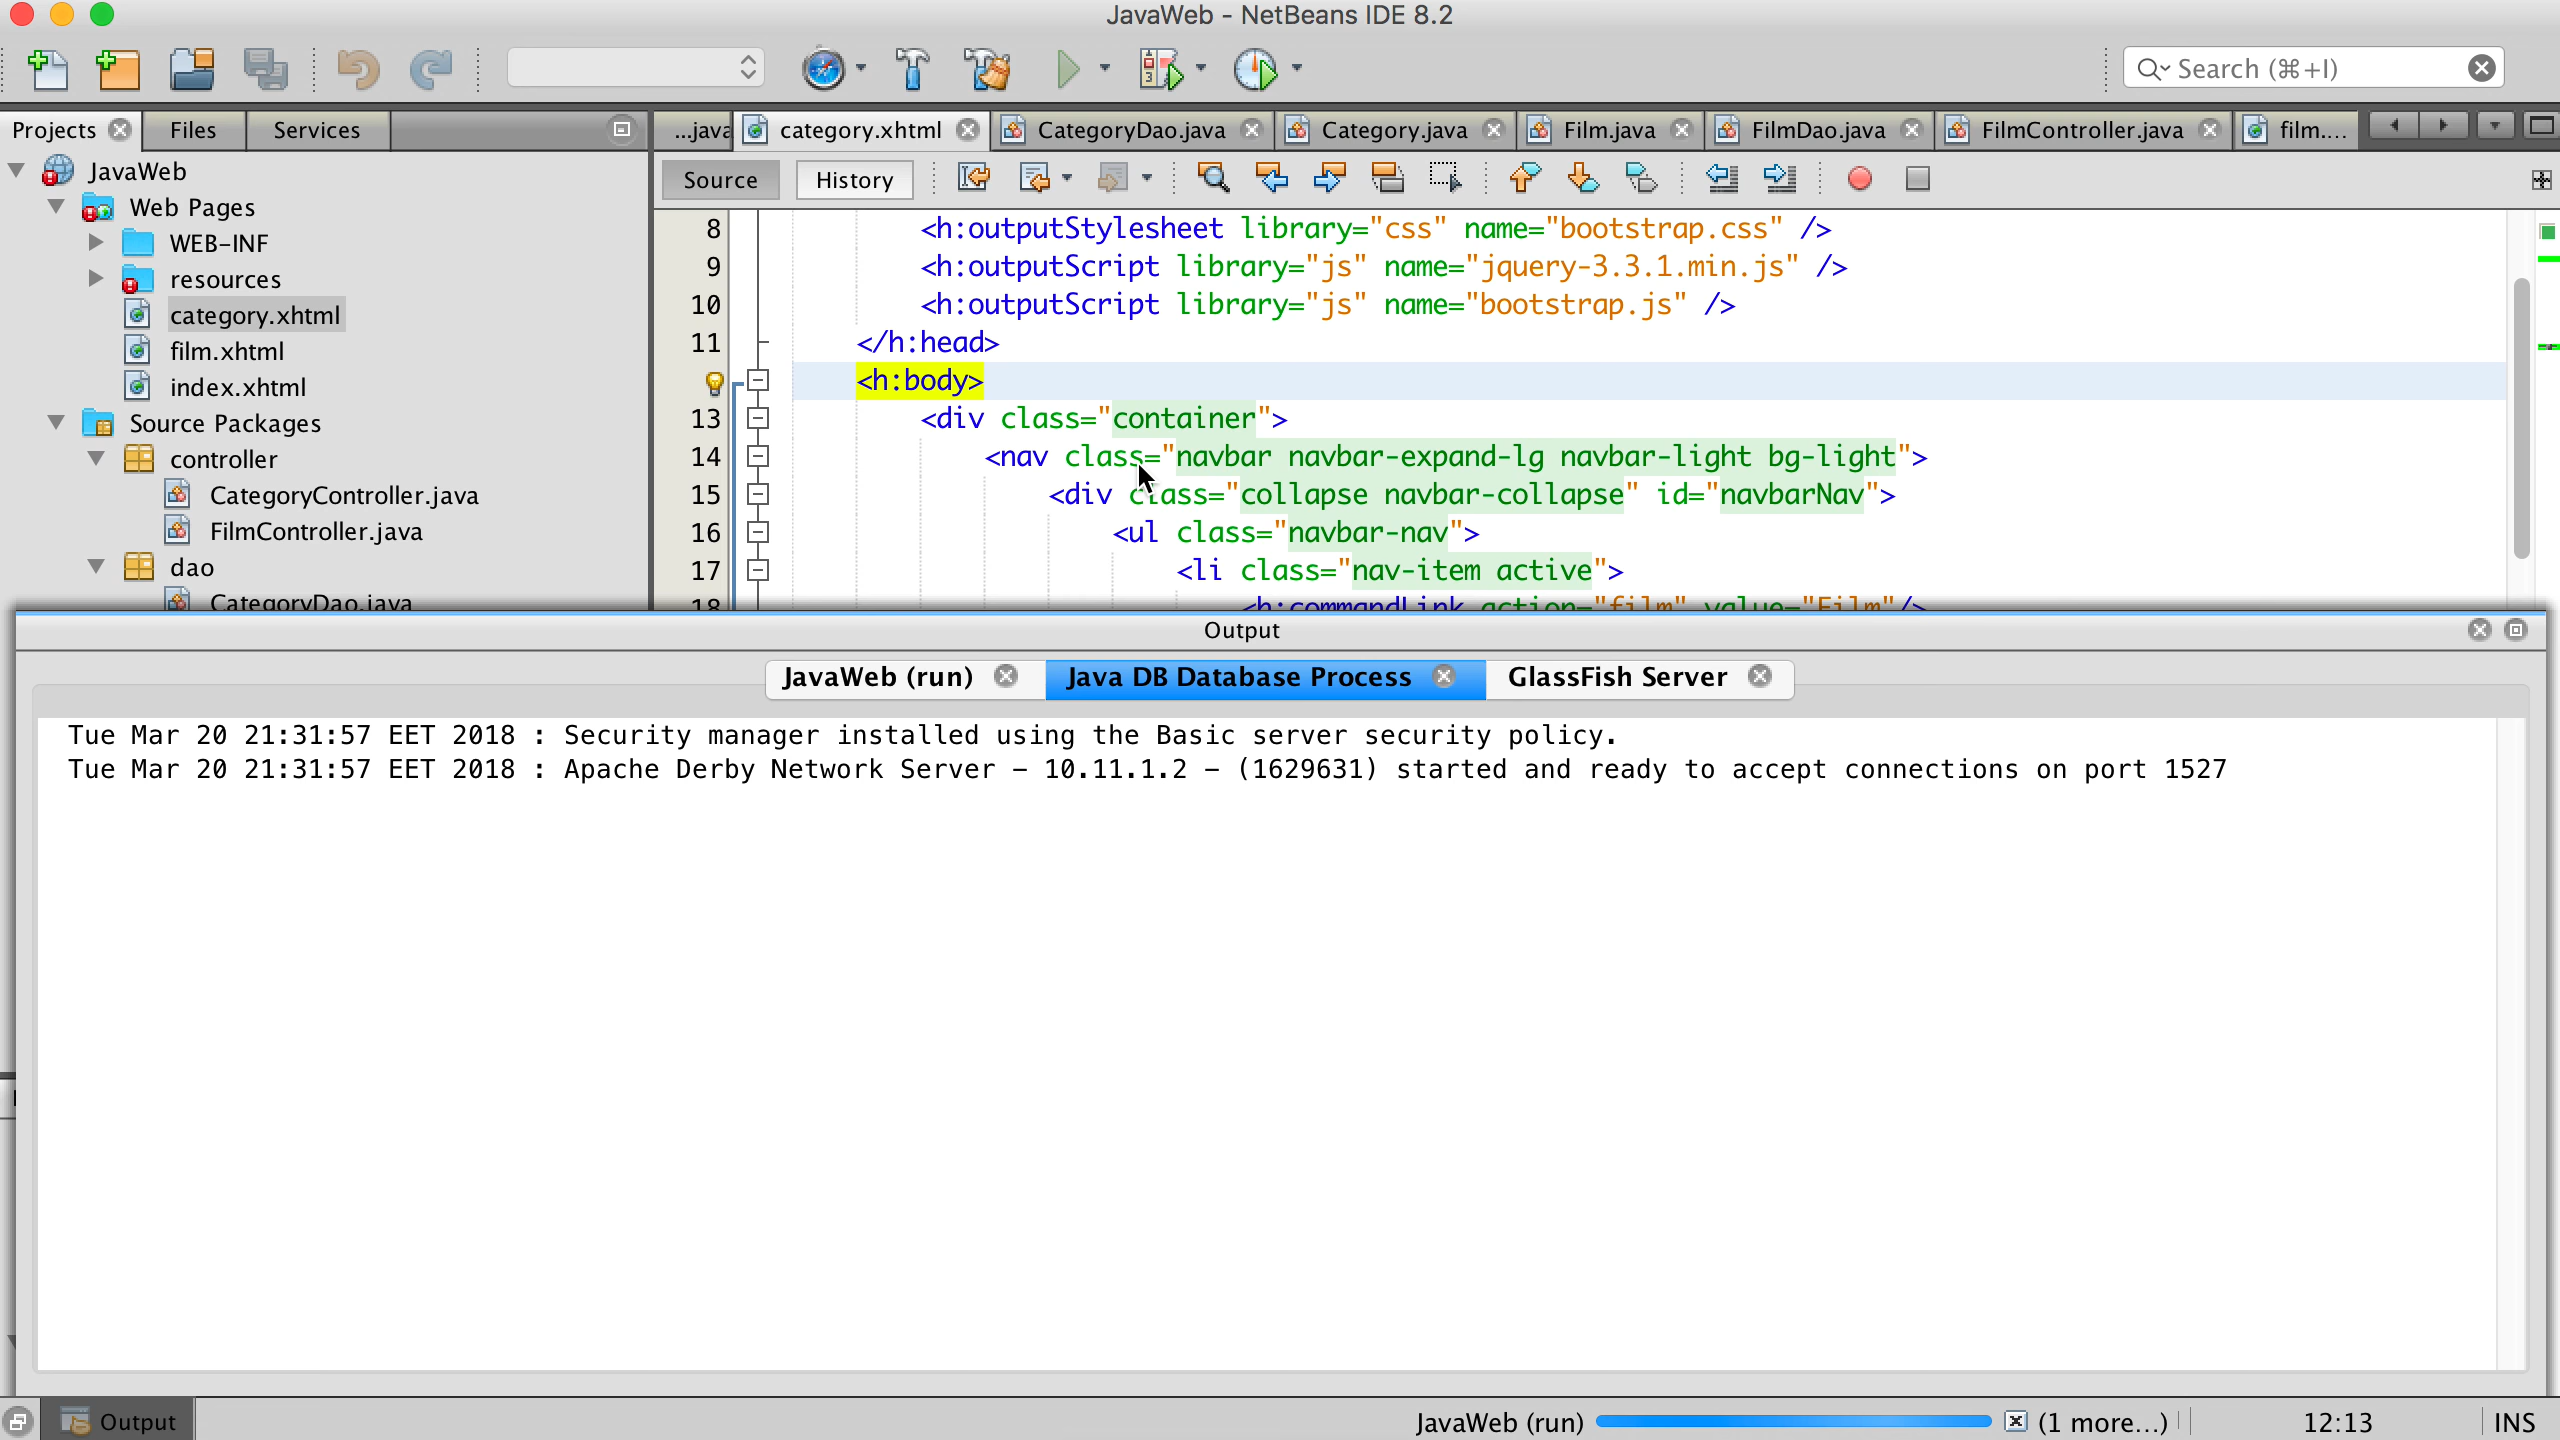 JavaWeb - NetBeans IDE 8.2
Search (⌘+I)
Projects
Files
Services
...java
category.xhtml
CategoryDao.java
Category.java
Film.java
FilmDao.java
FilmController.java
film....
JavaWeb
Web Pages
WEB-INF
resources
category.xhtml
film.xhtml
index.xhtml
Source Packages
controller
CategoryController.java
FilmController.java
dao
CategoryDao.java
Source
History
8 <h:outputStylesheet library="css" name="bootstrap.css" />
9 <h:outputScript library="js" name="jquery-3.3.1.min.js" />
10 <h:outputScript library="js" name="bootstrap.js" />
11 </h:head>
<h:body>
13 <div class="container">
14 <nav class="navbar navbar-expand-lg navbar-light bg-light">
15 <div class="collapse navbar-collapse" id="navbarNav">
16 <ul class="navbar-nav">
17 <li class="nav-item active">
18 <h:commandLink action="film" value="Film"/>
Output
JavaWeb (run)
Java DB Database Process
GlassFish Server
Tue Mar 20 21:31:57 EET 2018 : Security manager installed using the Basic server security policy.
Tue Mar 20 21:31:57 EET 2018 : Apache Derby Network Server - 10.11.1.2 - (1629631) started and ready to accept connections on port 1527
Output
JavaWeb (run)
(1 more...)
12:13
INS